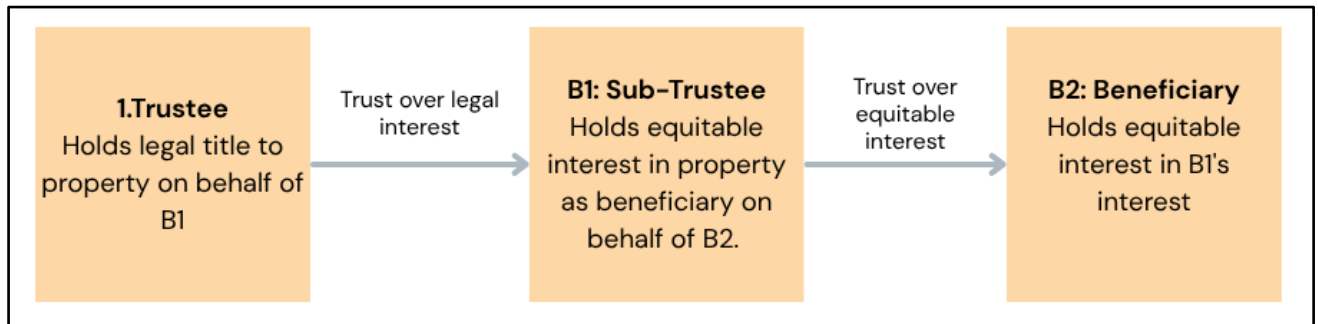 1.Trustee
Holds legal title to
property on behalf of
B1
Trust over legal
interest
B1: Sub-Trustee
Holds equitable
interest in property
as beneficiary on
behalf of B2.
Trust over
equitable
interest
B2: Beneficiary
Holds equitable
interest in B1's
interest